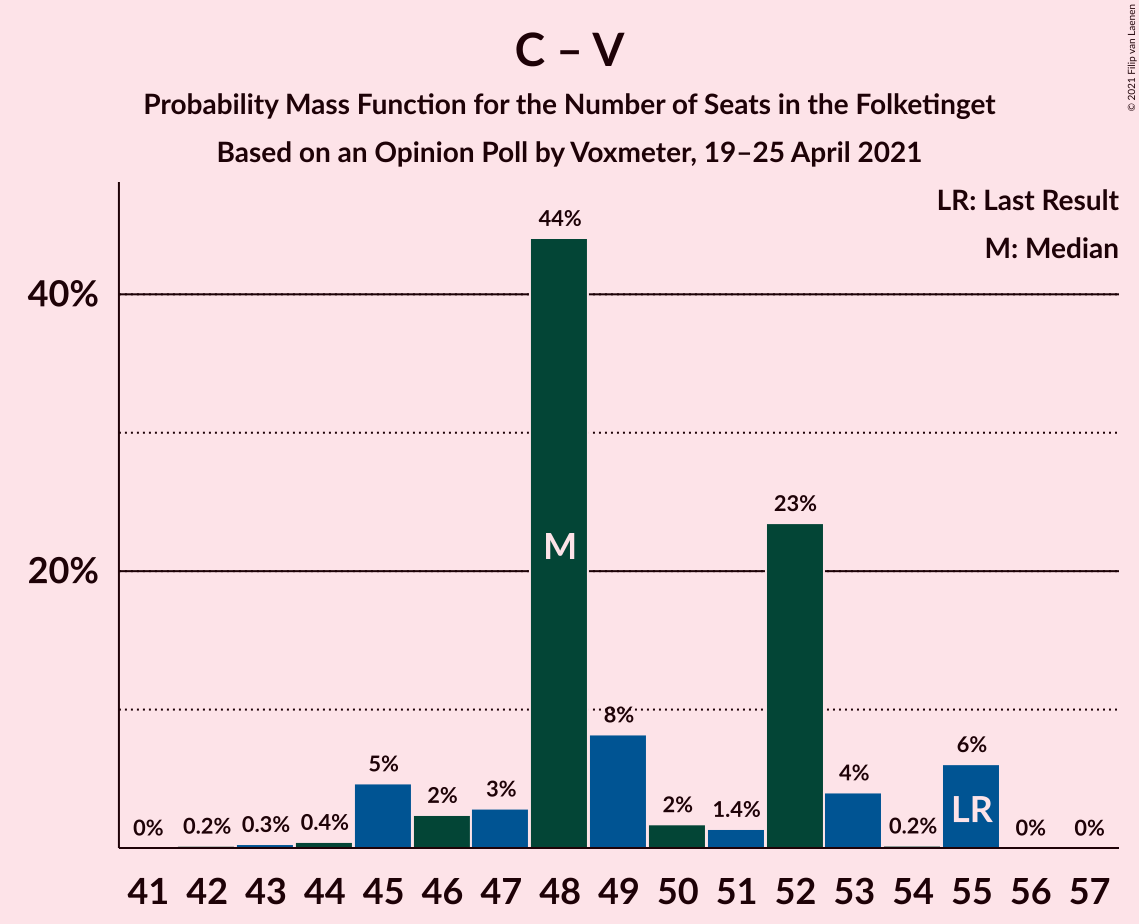 C – V
Probability Mass Function for the Number of Seats in the Folketinget
Based on an Opinion Poll by Voxmeter, 19–25 April 2021
© 2021 Filip van Laenen
LR: Last Result
M: Median
40%
20%
0%
0.2%
0.3%
0.4%
5%
2%
3%
44%
8%
2%
1.4%
23%
4%
0.2%
6%
0%
0%
M
LR
41 42 43 44 45 46 47 48 49 50 51 52 53 54 55 56 57